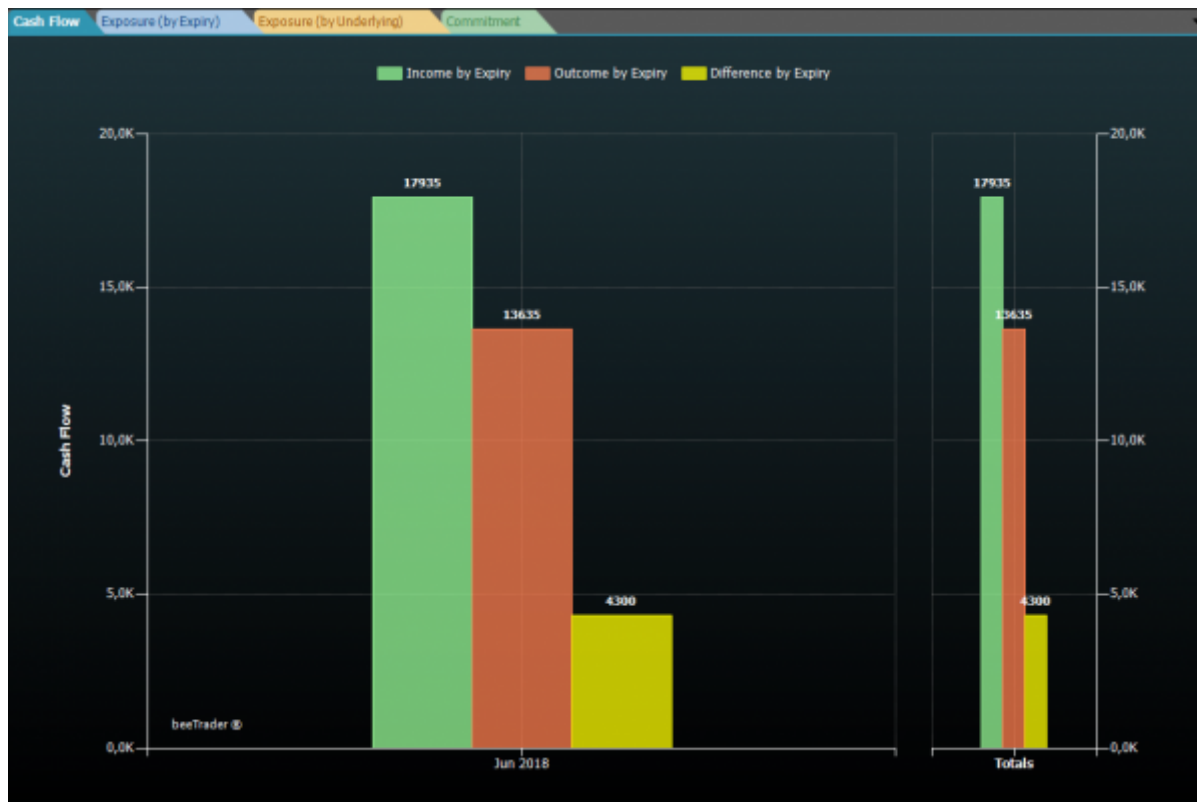 Cash Flow Exposure (by Expiry) Exposure (by Underlying) Commitment
Income by Expiry Outcome by Expiry Difference by Expiry
20,0K 20,0K
17935 17935
15,0K 15,0K
13635 13635
Cash Flow
10,0K 10,0K
5,0K 5,0K
4300 4300
beeTrader ®
0,0K 0,0K
Jun 2018 Totals